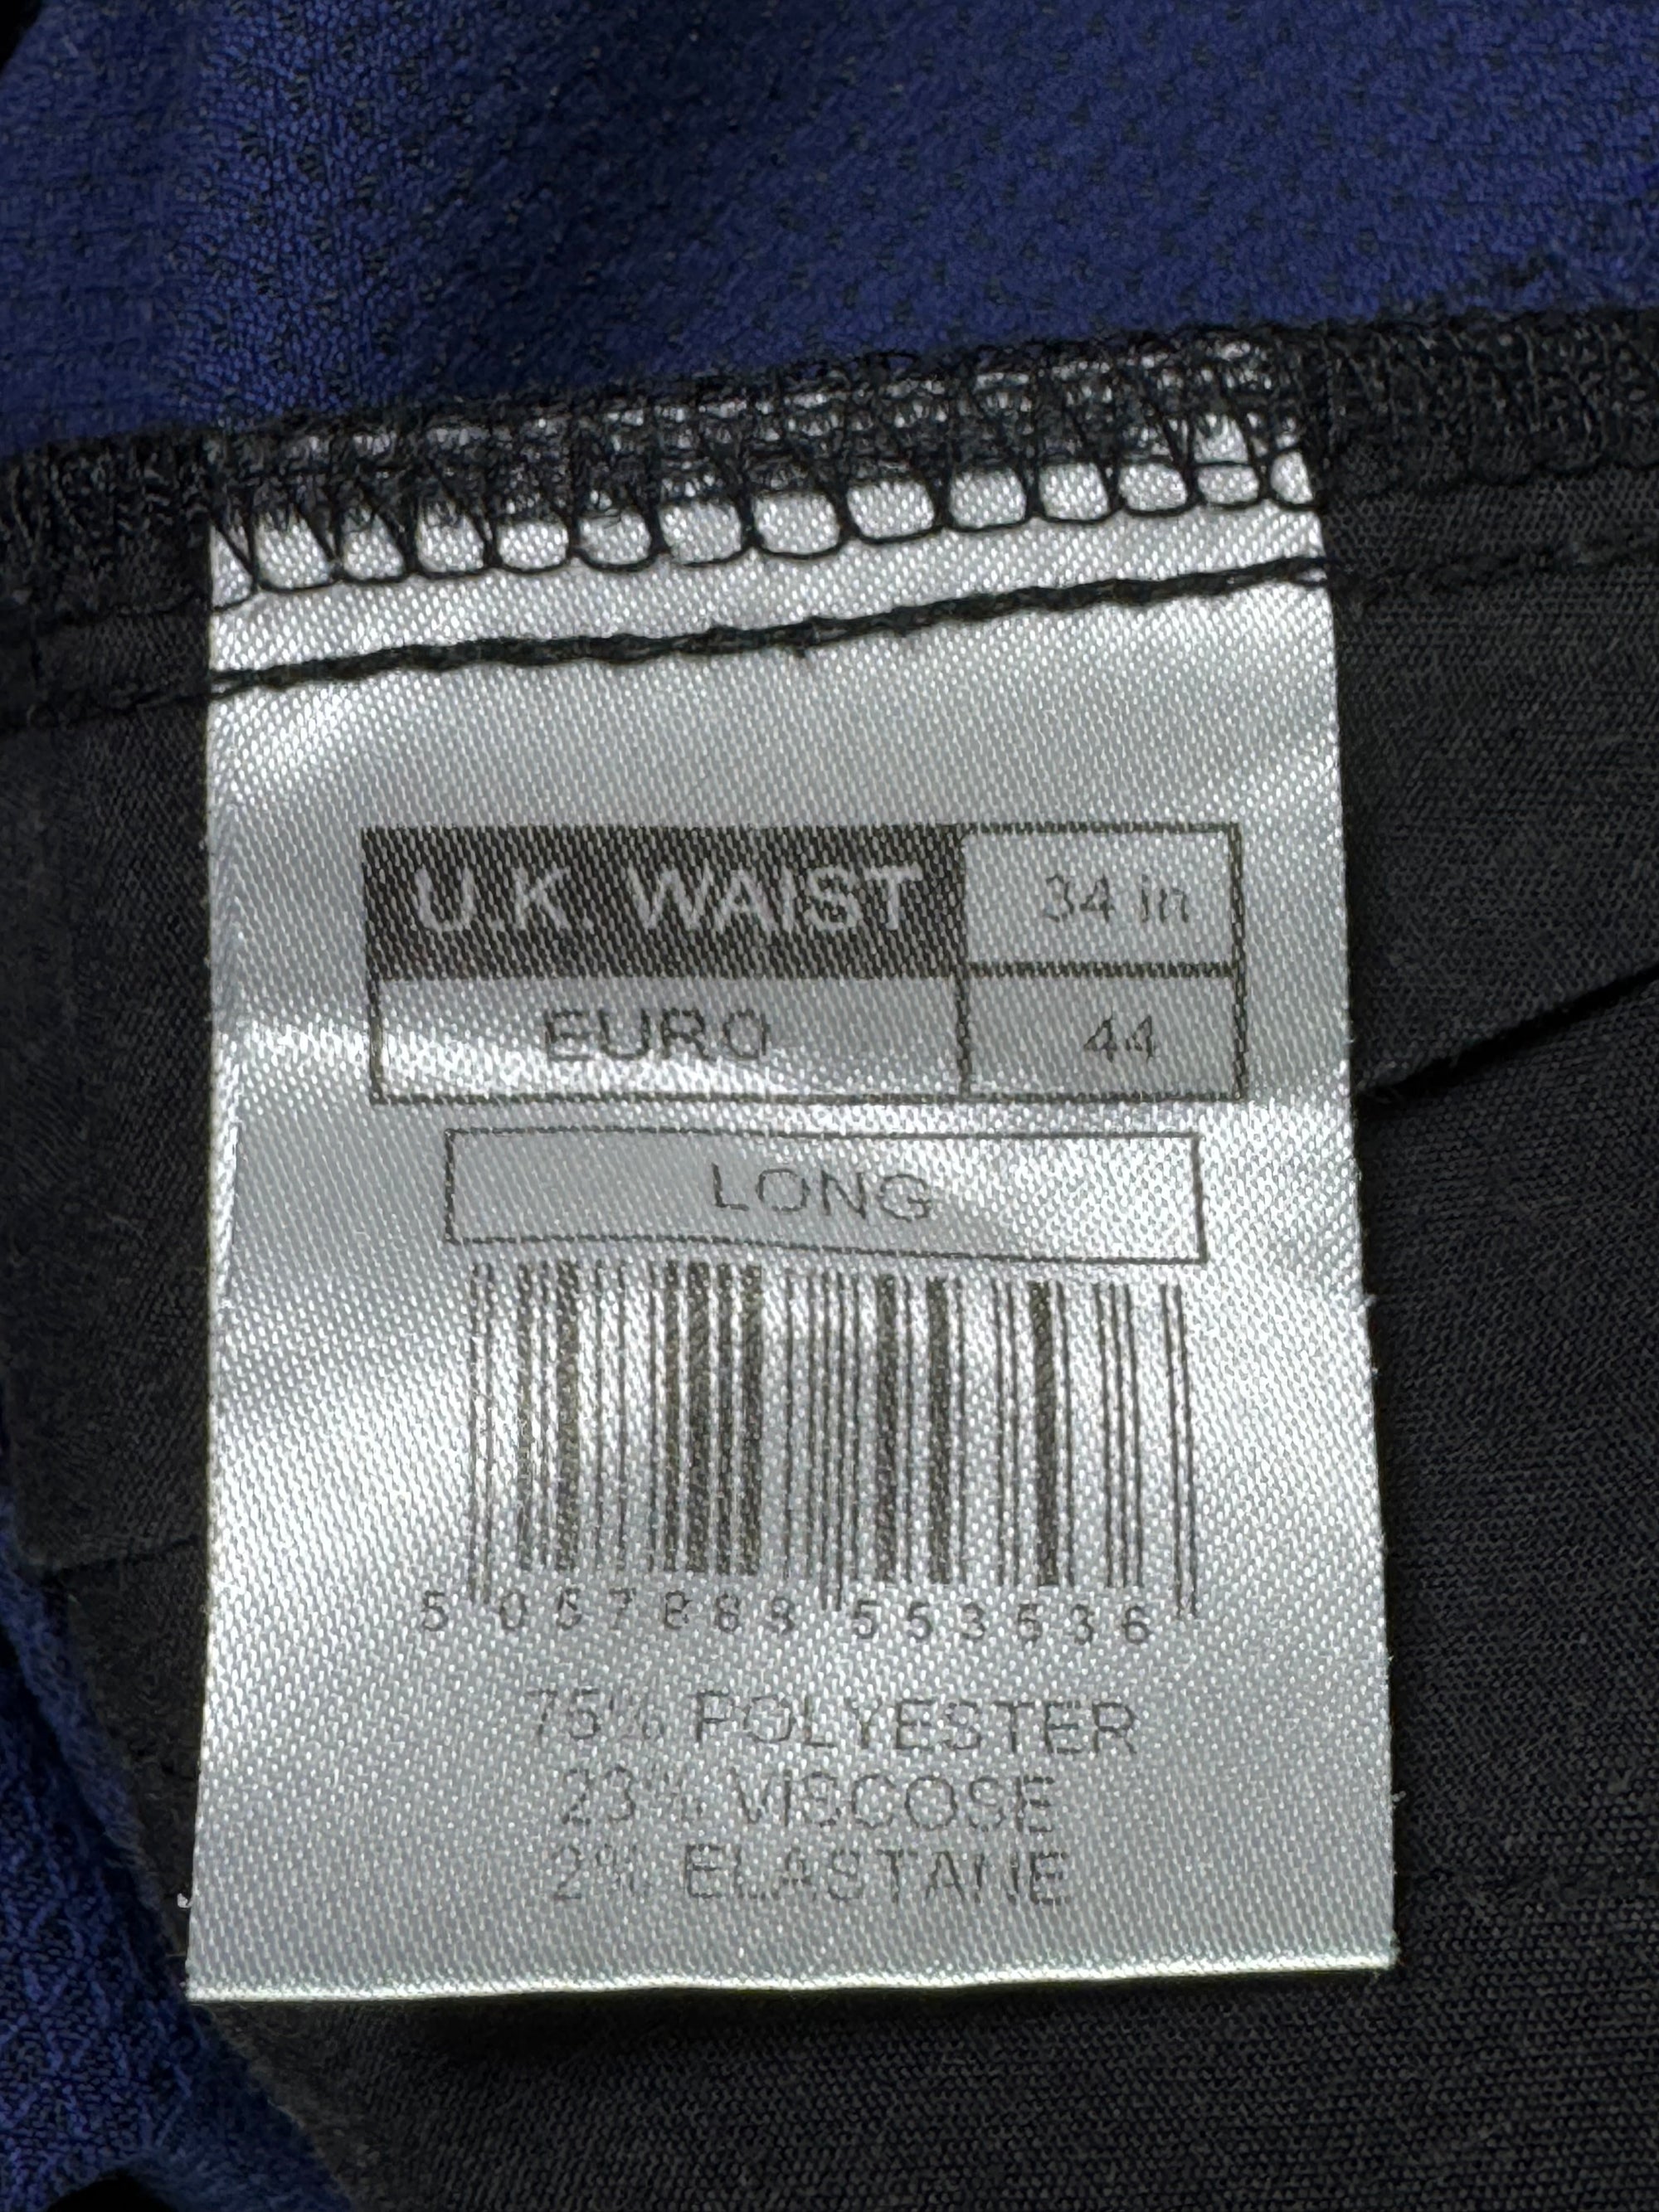 U.K. WAIST 34 in
EURO 44
LONG
5 057888 553536
75% POLYESTER
23% VISCOSE
2% ELASTANE